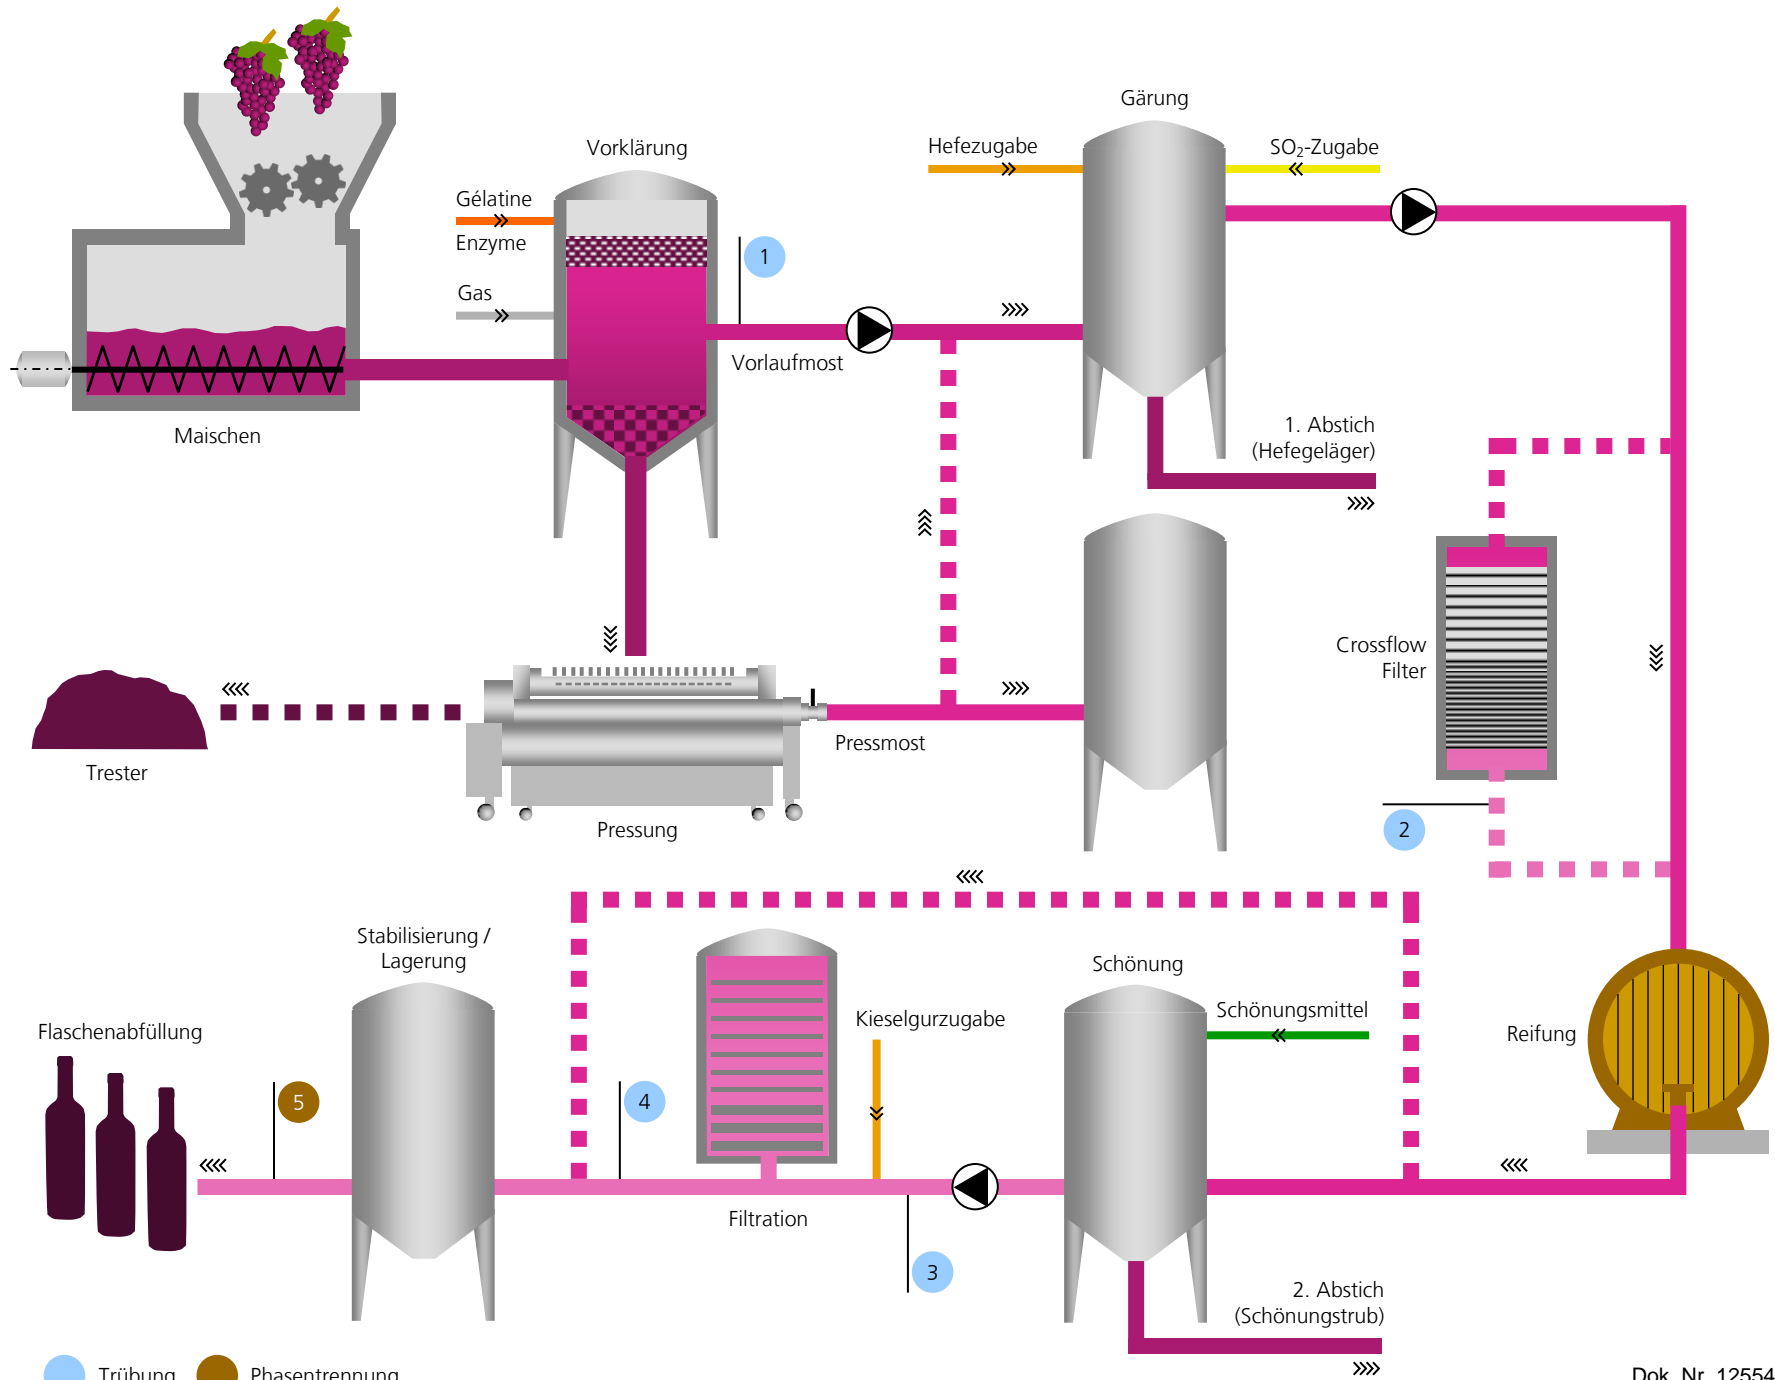 Gärung
Hefezugabe
SO₂-Zugabe
Vorklärung
Gélatine
Enzyme
Gas
1
Vorlaufmost
Maischen
1. Abstich
(Hefegeläger)
Crossflow
Filter
Trester
Pressmost
Pressung
2
Stabilisierung /
Lagerung
Schönung
Flaschenabfüllung
Kieselgurzugabe
Schönungsmittel
Reifung
5
4
Filtration
3
2. Abstich
(Schönungstrub)
Trübung
Phasentrennung
Dok. Nr. 12554